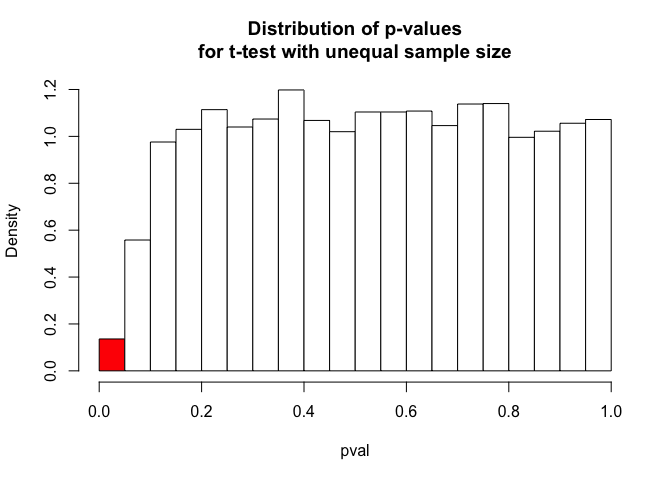 Distribution of p-values
for t-test with unequal sample size
Density
1.2
1.0
0.8
0.6
0.4
0.2
0.0
0.0 0.2 0.4 0.6 0.8 1.0
pval